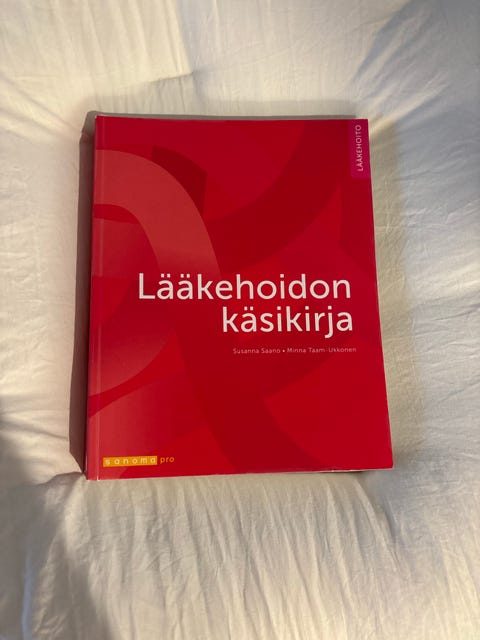 LÄÄKEHOITO
Lääkehoidon
käsikirja
Susanna Saano • Minna Taam-Ukkonen
sanoma pro